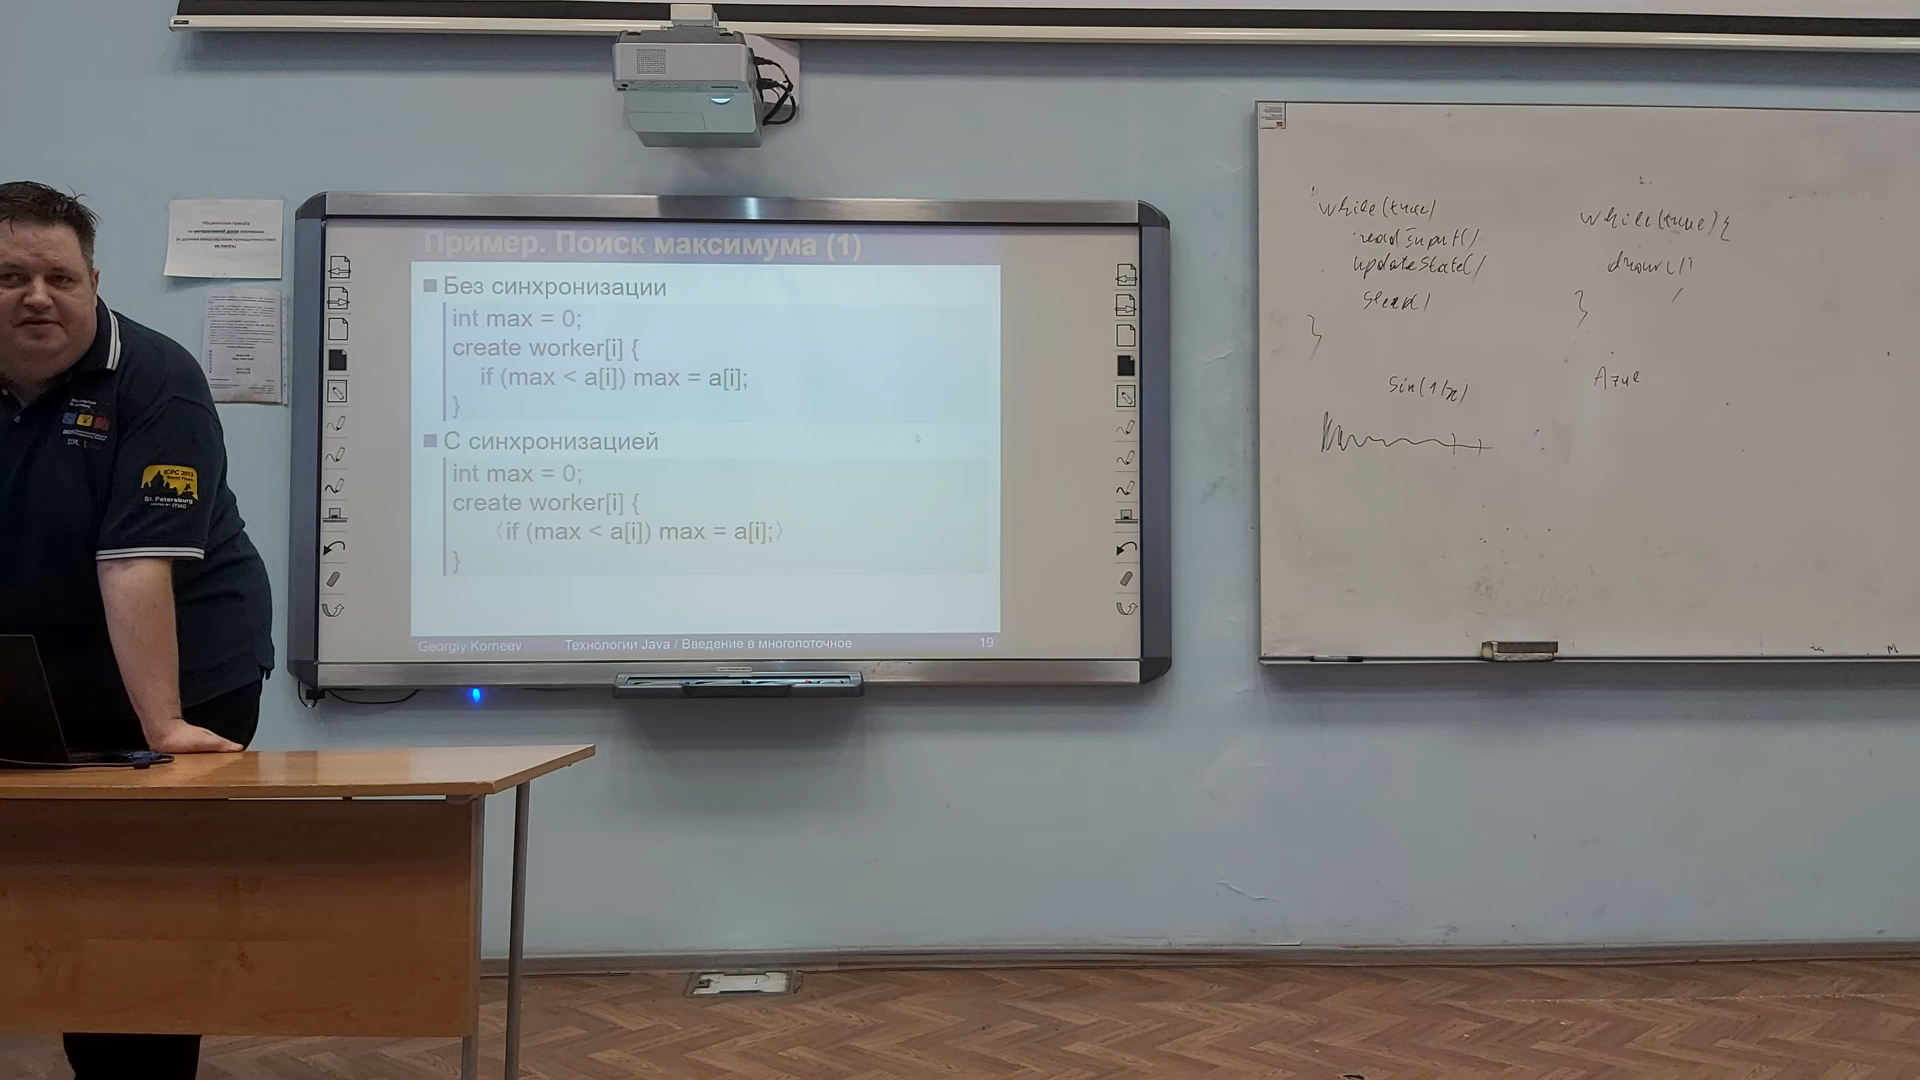 Пример. Поиск максимума (1)
Без синхронизации
int max = 0;
create worker[i] {
if (max < a[i]) max = a[i];
}
С синхронизацией
int max = 0;
create worker[i] {
〈if (max < a[i]) max = a[i];〉
}
Georgiy Korneev
Технологии Java / Введение в многопоточное
19
while(true)
readInput()
updateState()
}
sin(1/x)
while(true){
}
Azue
ICPC 2013
St. Petersburg
ITMO